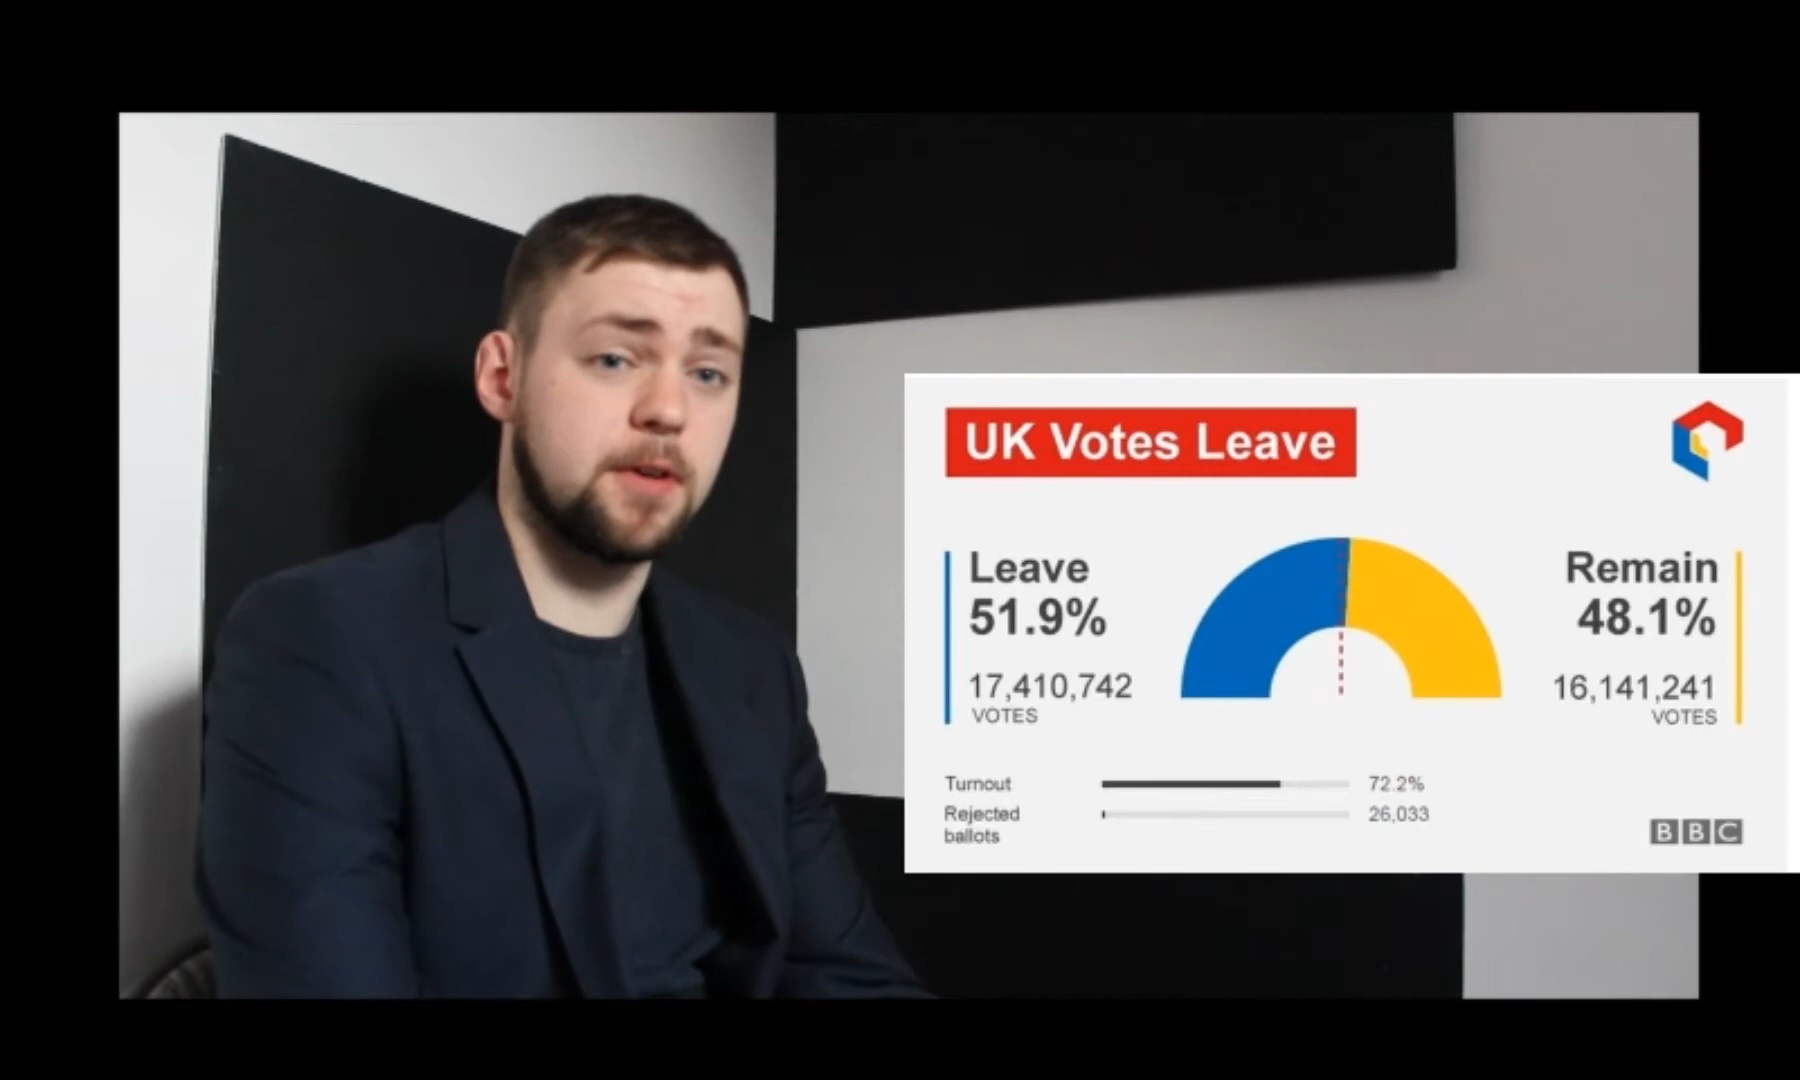 UK Votes Leave
Leave
51.9%
17,410,742
VOTES
Remain
48.1%
16,141,241
VOTES
Turnout 72.2%
Rejected ballots 26,033
BBC